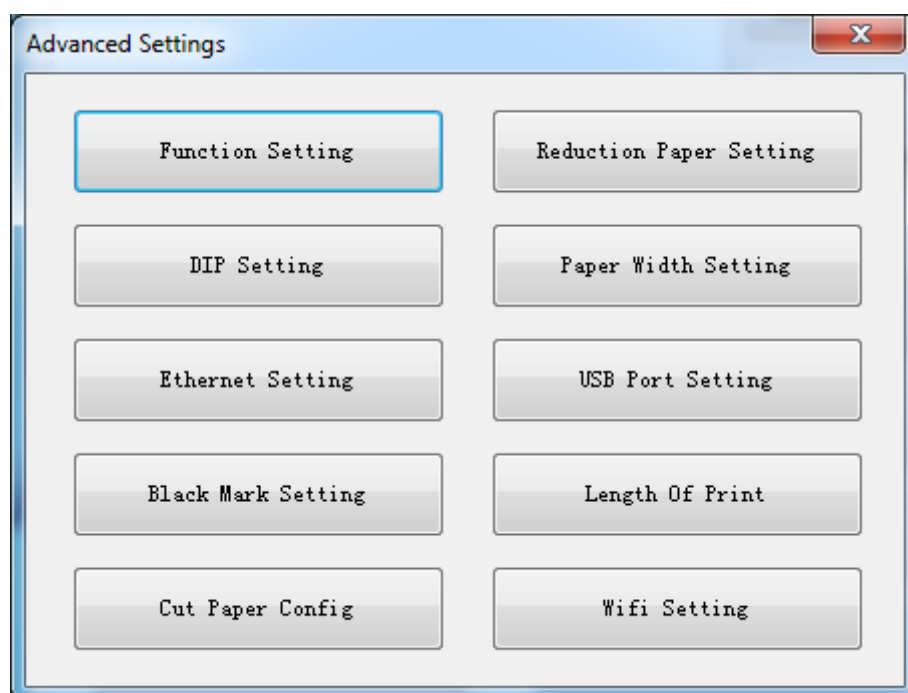 Advanced Settings
Function Setting
Reduction Paper Setting
DIP Setting
Paper Width Setting
Ethernet Setting
USB Port Setting
Black Mark Setting
Length Of Print
Cut Paper Config
Wifi Setting